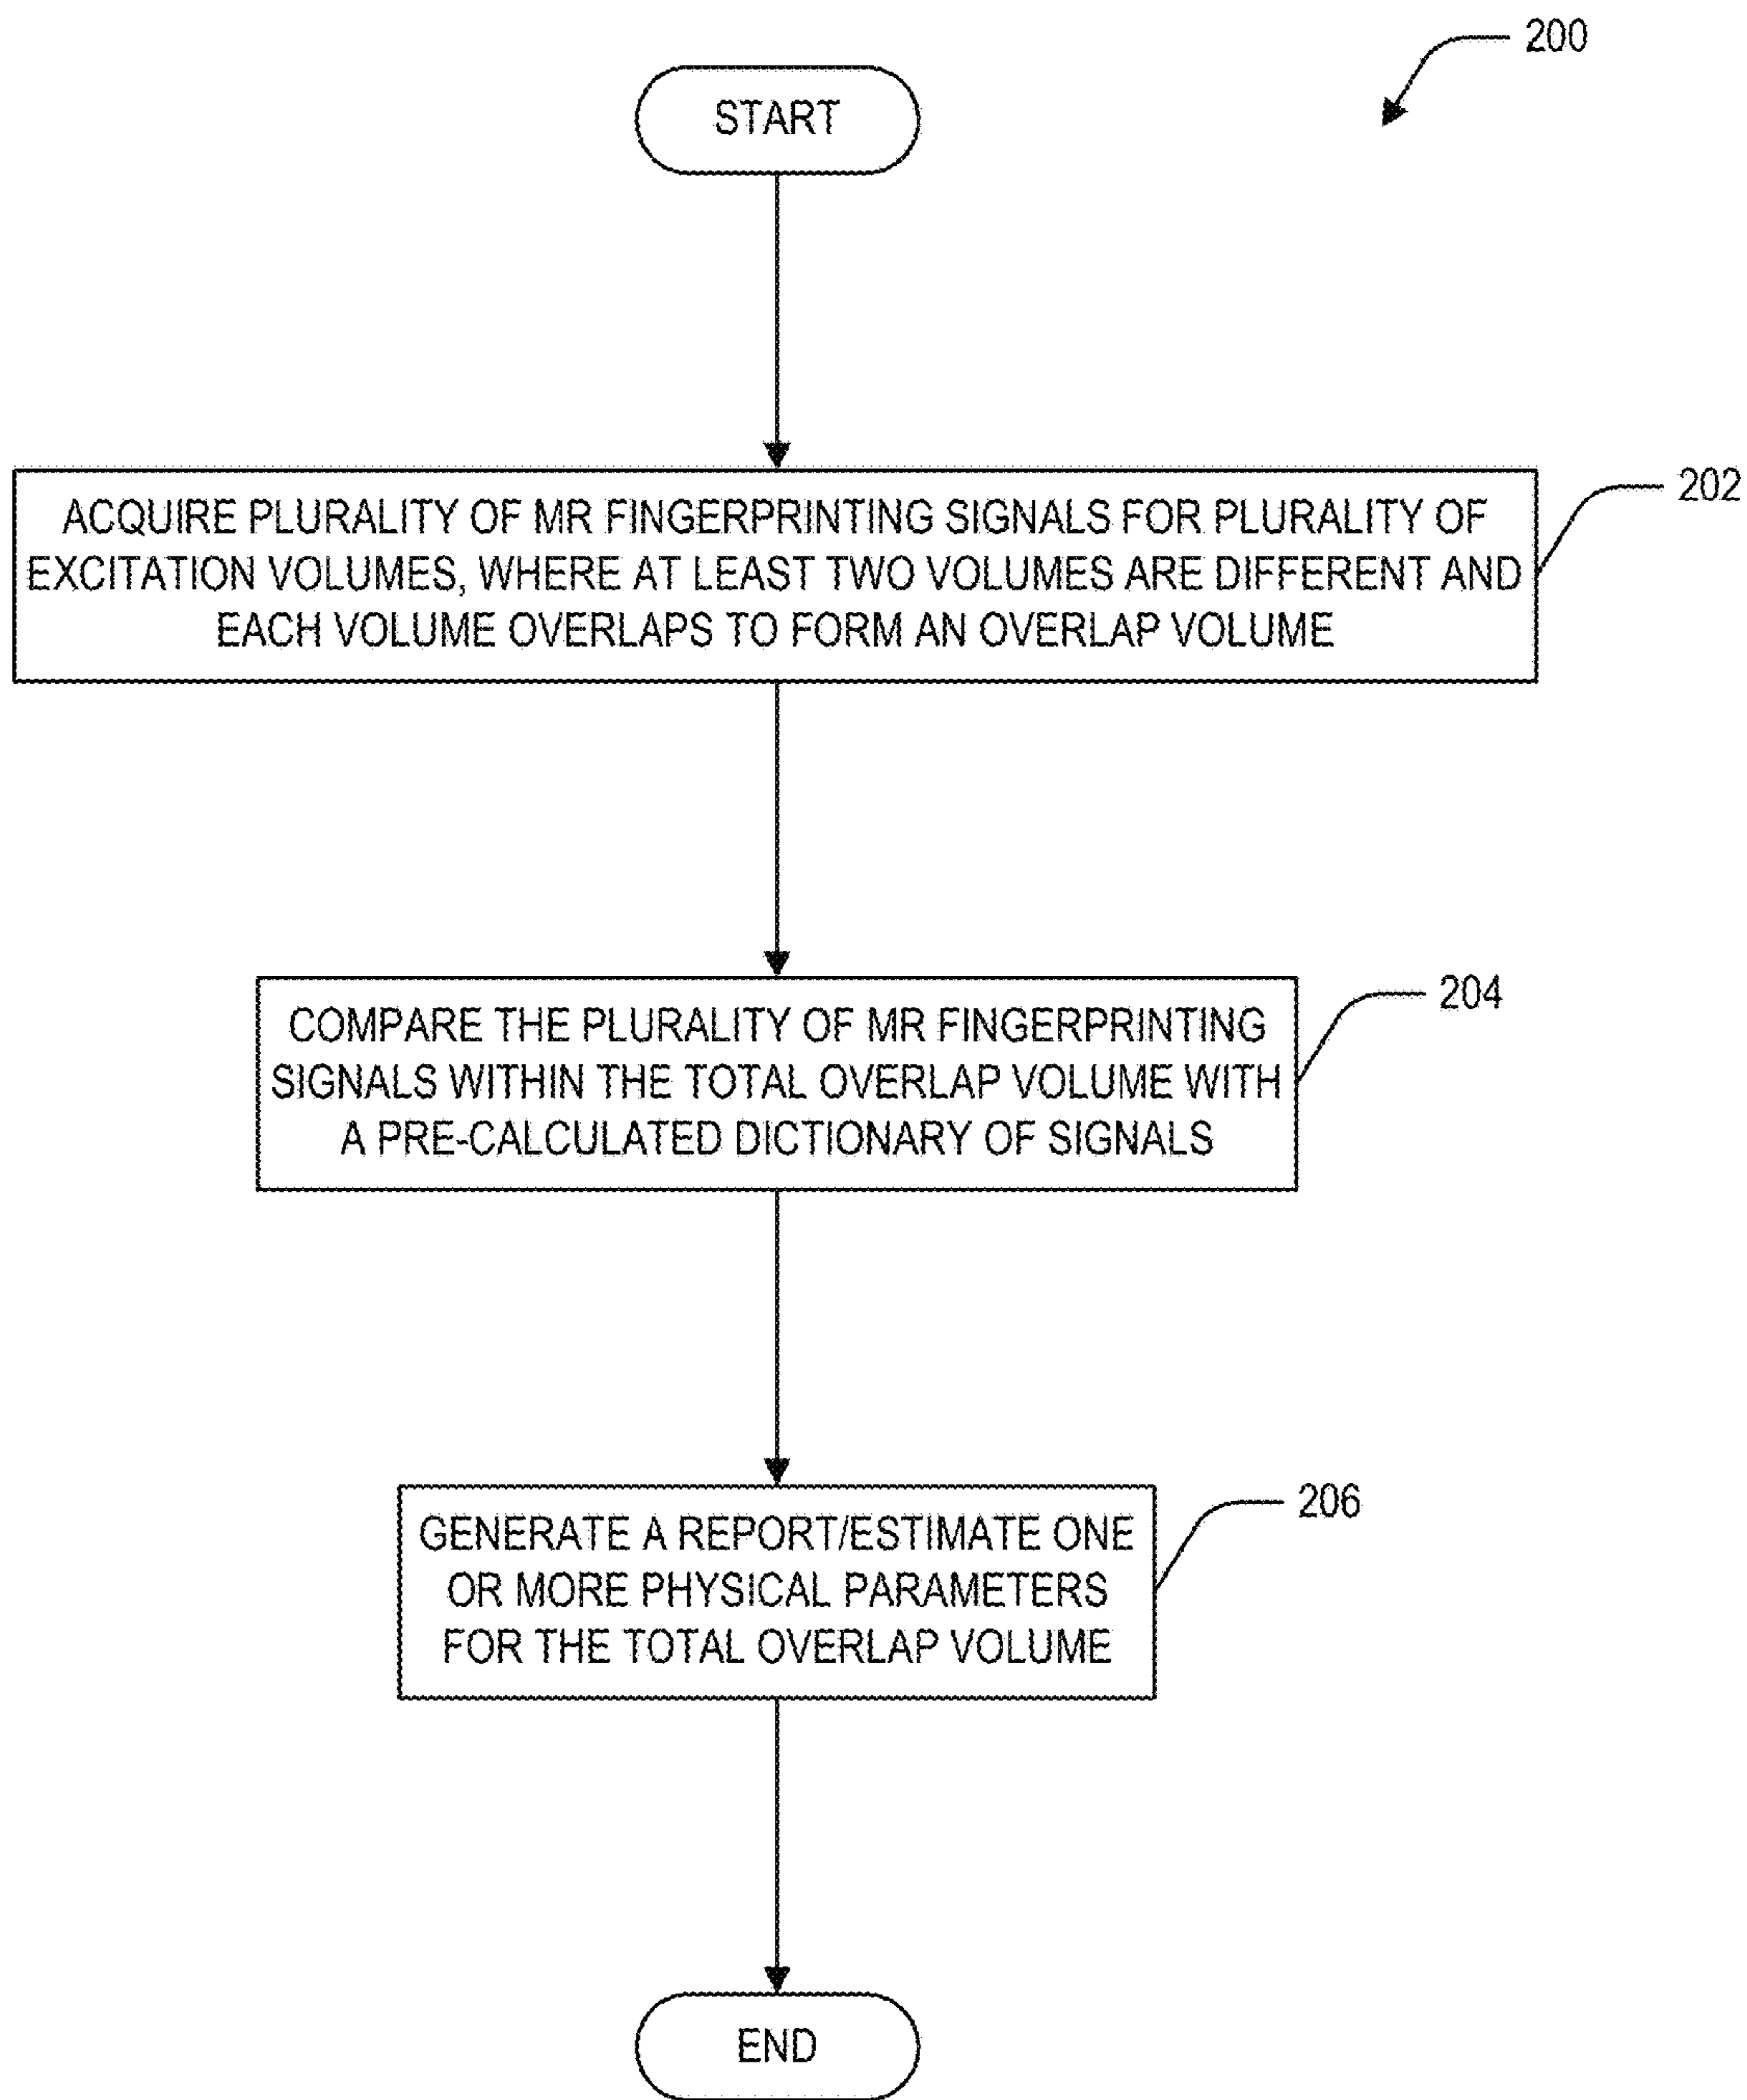 200
START
ACQUIRE PLURALITY OF MR FINGERPRINTING SIGNALS FOR PLURALITY OF
EXCITATION VOLUMES, WHERE AT LEAST TWO VOLUMES ARE DIFFERENT AND
EACH VOLUME OVERLAPS TO FORM AN OVERLAP VOLUME
202
COMPARE THE PLURALITY OF MR FINGERPRINTING
SIGNALS WITHIN THE TOTAL OVERLAP VOLUME WITH
A PRE-CALCULATED DICTIONARY OF SIGNALS
204
GENERATE A REPORT/ESTIMATE ONE
OR MORE PHYSICAL PARAMETERS
FOR THE TOTAL OVERLAP VOLUME
206
END